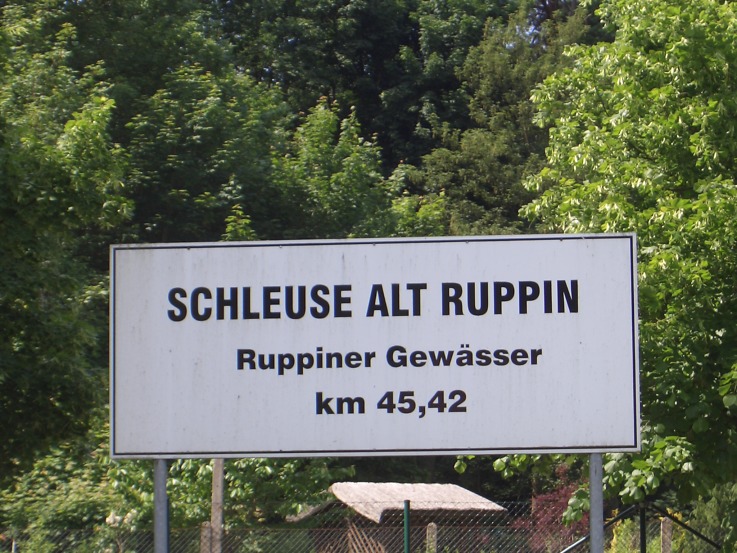 SCHLEUSE ALT RUPPIN
Ruppiner Gewässer
km 45,42